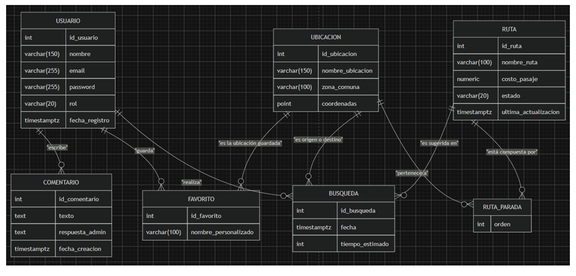 USUARIO
int id_usuario
varchar(150) nombre
varchar(255) email
varchar(255) password
varchar(20) rol
timestamptz fecha_registro
UBICACION
int id_ubicacion
varchar(150) nombre_ubicacion
varchar(100) zona_comuna
point coordenadas
RUTA
int id_ruta
varchar(100) nombre_ruta
numeric costo_pasaje
varchar(20) estado
timestamptz ultima_actualizacion
"escribe"
"guarda"
"es la ubicación guardada"
"es origen o destino"
"es sugerida en"
"está compuesta por"
"realiza"
"pertenece a"
COMENTARIO
int id_comentario
text texto
text respuesta_admin
timestamptz fecha_creacion
FAVORITO
int id_favorito
varchar(100) nombre_personalizado
BUSQUEDA
int id_busqueda
timestamptz fecha
int tiempo_estimado
RUTA_PARADA
int orden